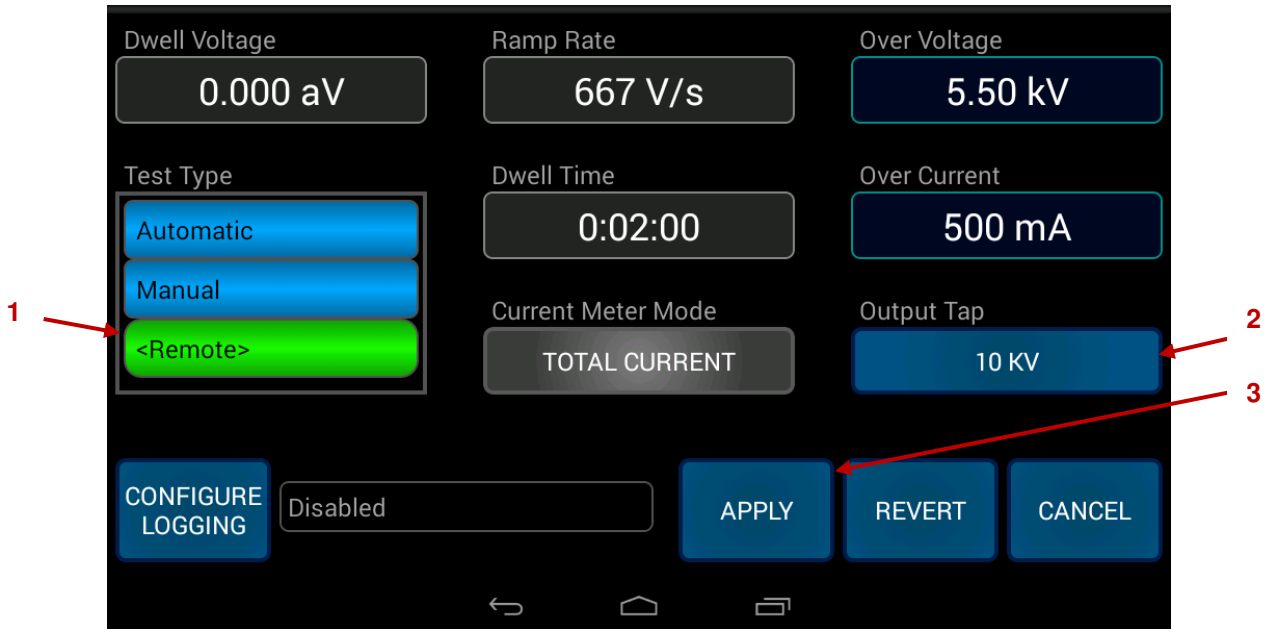 Dwell Voltage
Ramp Rate
Over Voltage
0.000 aV
667 V/s
5.50 kV
Test Type
Dwell Time
Over Current
Automatic
0:02:00
500 mA
Manual
1
Current Meter Mode
Output Tap
2
<Remote>
TOTAL CURRENT
10 KV
3
CONFIGURE
LOGGING
Disabled
APPLY
REVERT
CANCEL